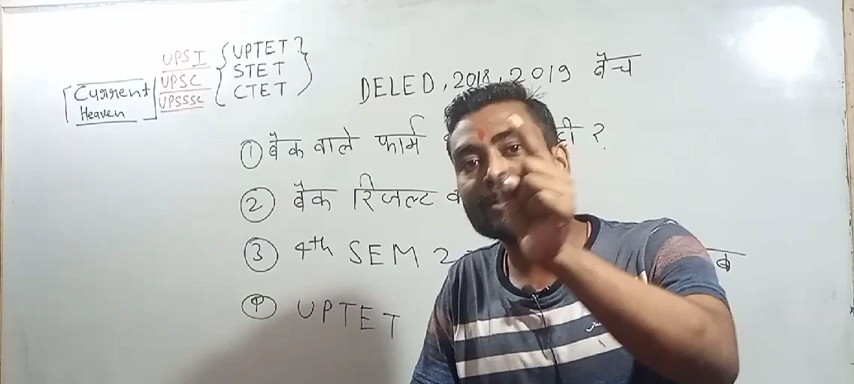 UPSI
UPSC
UPSSSC
UPTET
STET
CTET
[Current Heaven]
DELED, 2018, 2019 बैच
① बैक वाले फार्म ?
② बैक रिजल्ट
③ 4th SEM
④ UPTET